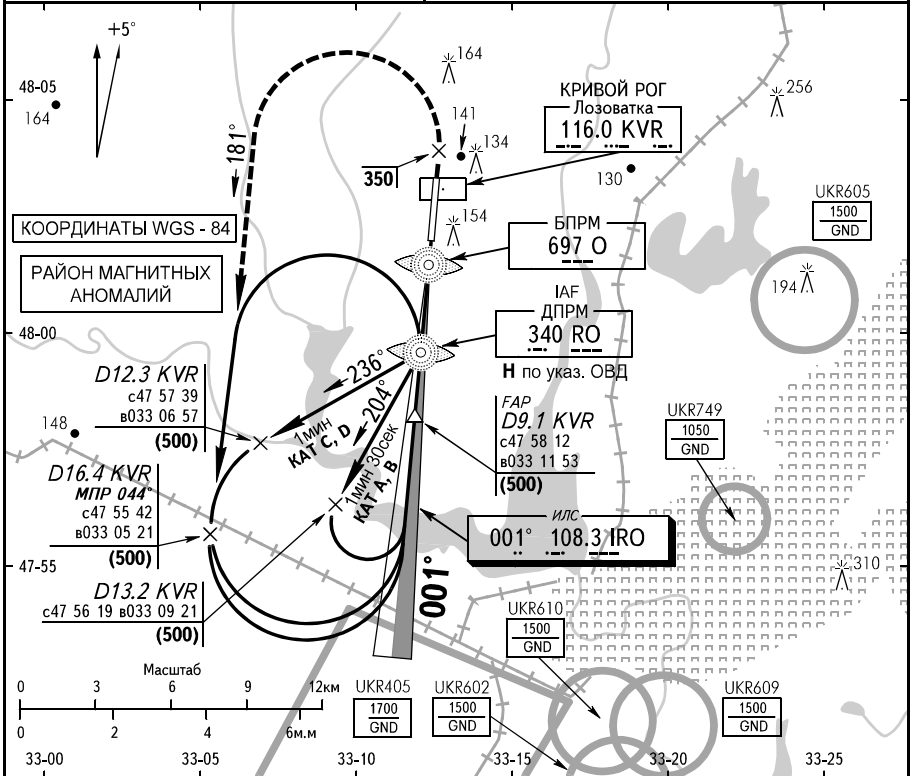 +5°
48-05
164
164
256
КРИВОЙ РОГ
Лозоватка
116.0 KVR
141
134
130
181°
350
154
UKR605
1500
GND
КООРДИНАТЫ WGS - 84
БПРМ
697 O
РАЙОН МАГНИТНЫХ
АНОМАЛИЙ
194
IAF
ДПРМ
340 RO
48-00
Н по указ. ОВД
236°
204°
D12.3 KVR
с47 57 39
в033 06 57
(500)
1мин
КАТ C, D
1мин 30сек
КАТ A, B
FAP
D9.1 KVR
с47 58 12
в033 11 53
(500)
UKR749
1050
GND
148
D16.4 KVR
МПР 044°
с47 55 42
в033 05 21
(500)
ИЛС
001° 108.3 IRO
47-55
310
001°
D13.2 KVR
с47 56 19 в033 09 21
(500)
UKR610
1500
GND
Масштаб
0 3 6 9 12км
0 2 4 6м.м
UKR405
1700
GND
UKR602
1500
GND
UKR609
1500
GND
33-00 33-05 33-10 33-15 33-20 33-25